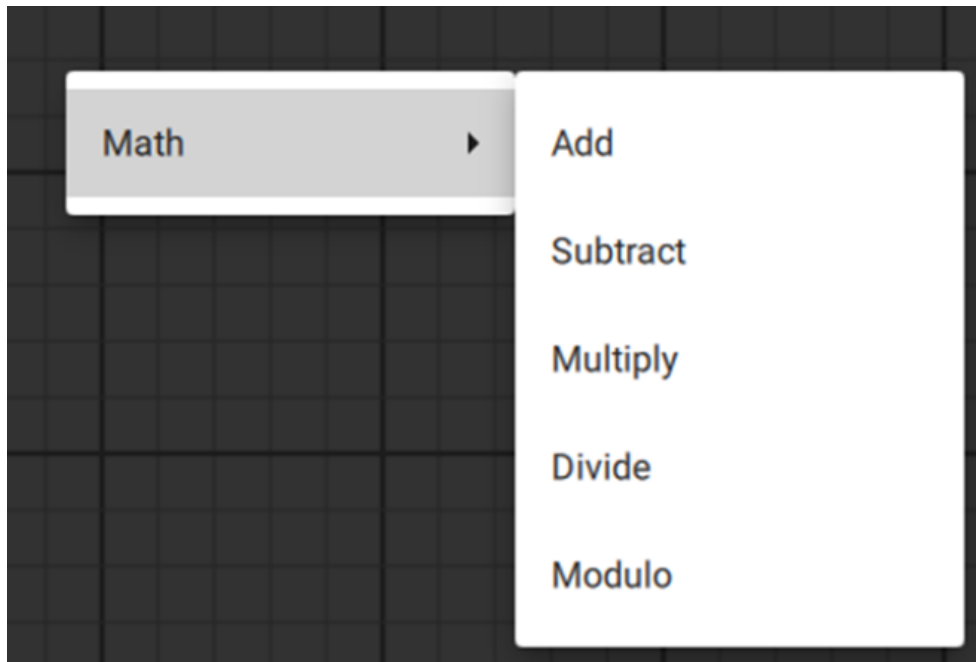 Math
Add
Subtract
Multiply
Divide
Modulo